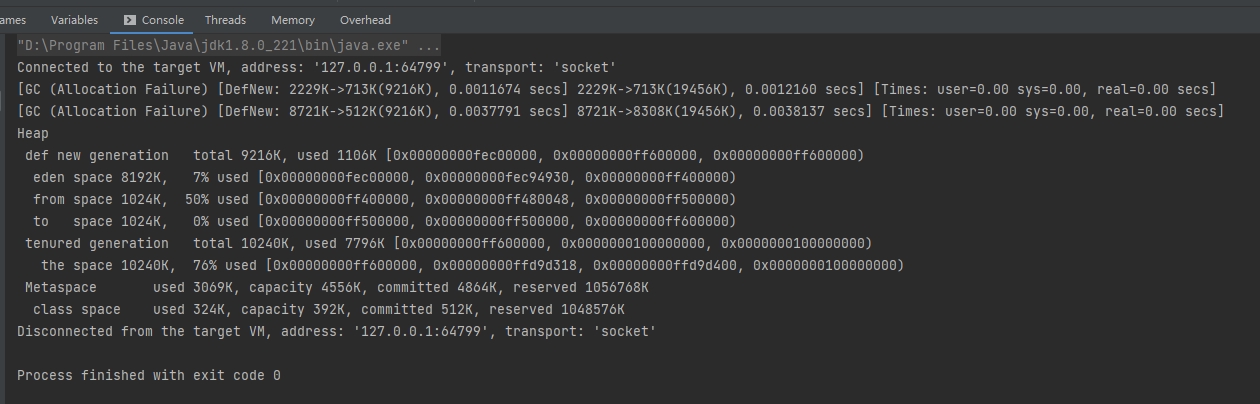 ames Variables Console Threads Memory Overhead
"D:\Program Files\Java\jdk1.8.0_221\bin\java.exe" ...
Connected to the target VM, address: '127.0.0.1:64799', transport: 'socket'
[GC (Allocation Failure) [DefNew: 2229K->713K(9216K), 0.0011674 secs] 2229K->713K(19456K), 0.0012160 secs] [Times: user=0.00 sys=0.00, real=0.00 secs]
[GC (Allocation Failure) [DefNew: 8721K->512K(9216K), 0.0037791 secs] 8721K->8308K(19456K), 0.0038137 secs] [Times: user=0.00 sys=0.00, real=0.00 secs]
Heap
 def new generation   total 9216K, used 1106K [0x00000000fec00000, 0x00000000ff600000, 0x00000000ff600000)
  eden space 8192K,   7% used [0x00000000fec00000, 0x00000000fec94930, 0x00000000ff400000)
  from space 1024K,  50% used [0x00000000ff400000, 0x00000000ff480048, 0x00000000ff500000)
  to   space 1024K,   0% used [0x00000000ff500000, 0x00000000ff500000, 0x00000000ff600000)
 tenured generation   total 10240K, used 7796K [0x00000000ff600000, 0x0000000100000000, 0x0000000100000000)
   the space 10240K,  76% used [0x00000000ff600000, 0x00000000ffd9d318, 0x00000000ffd9d400, 0x0000000100000000)
 Metaspace       used 3069K, capacity 4556K, committed 4864K, reserved 1056768K
  class space    used 324K, capacity 392K, committed 512K, reserved 1048576K
Disconnected from the target VM, address: '127.0.0.1:64799', transport: 'socket'
Process finished with exit code 0